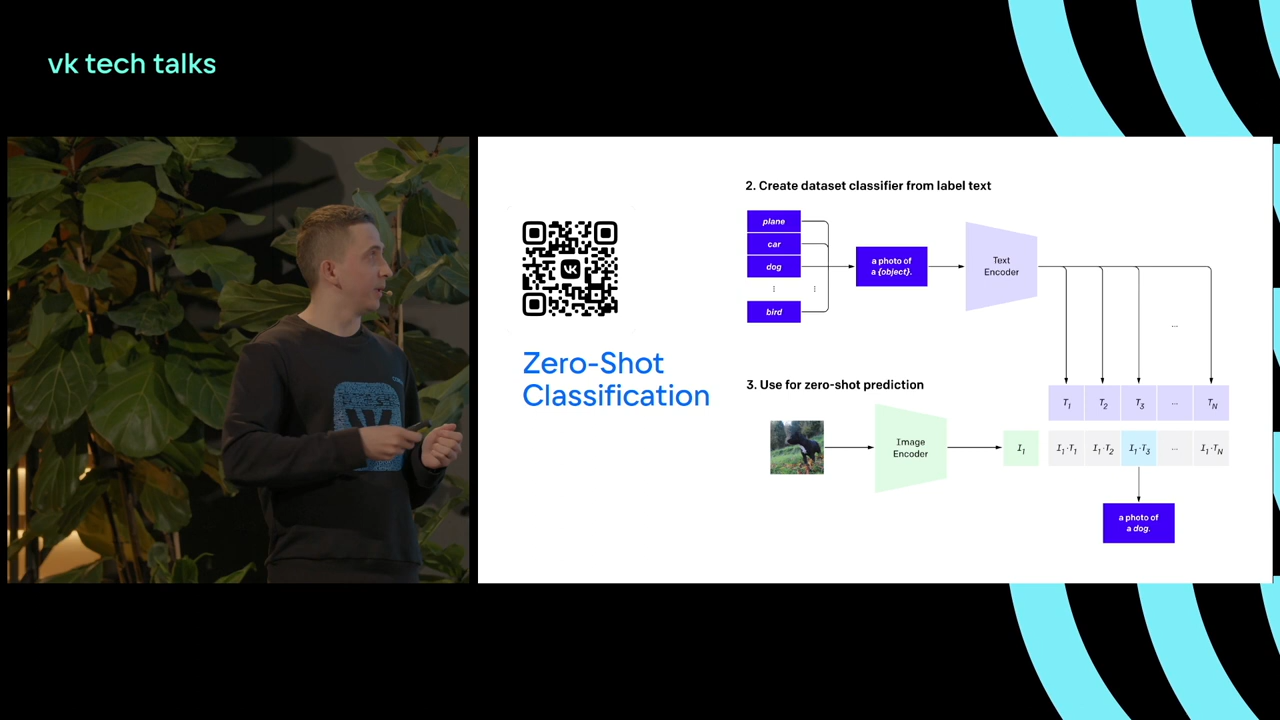 vk tech talks
Zero-Shot
Classification
2. Create dataset classifier from label text
plane
car
dog
⋮
⋮
bird
a photo of
a {object}.
Text
Encoder
...
3. Use for zero-shot prediction
Image
Encoder
I₁
T₁ T₂ T₃ ... T_N
I₁·T₁ I₁·T₂ I₁·T₃ ... I₁·T_N
a photo of
a dog.